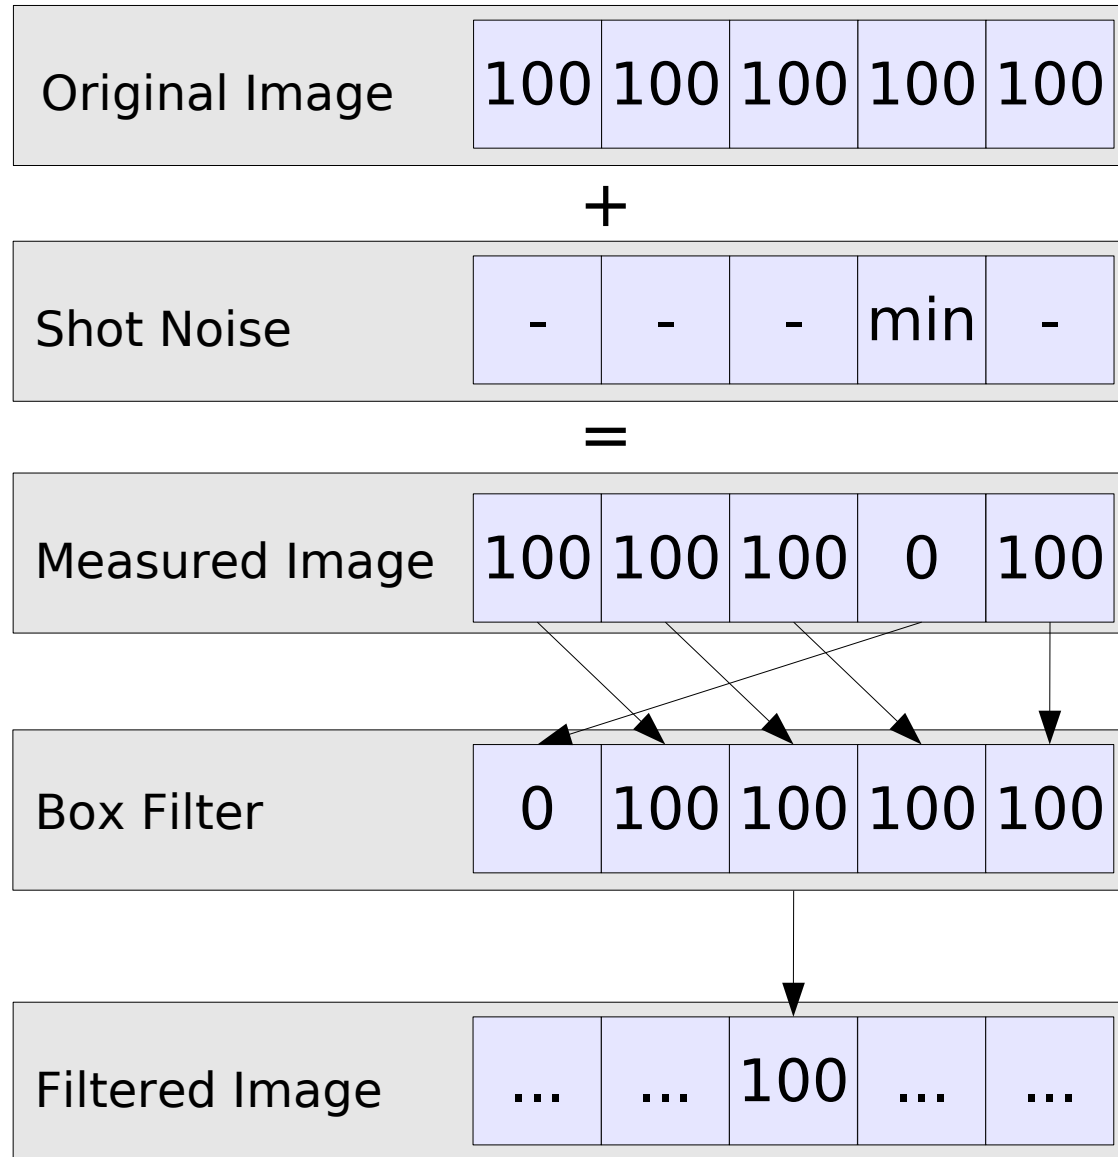 Original Image 100 100 100 100 100
+
Shot Noise - - - min -
=
Measured Image 100 100 100 0 100
Box Filter 0 100 100 100 100
Filtered Image ... ... 100 ... ...